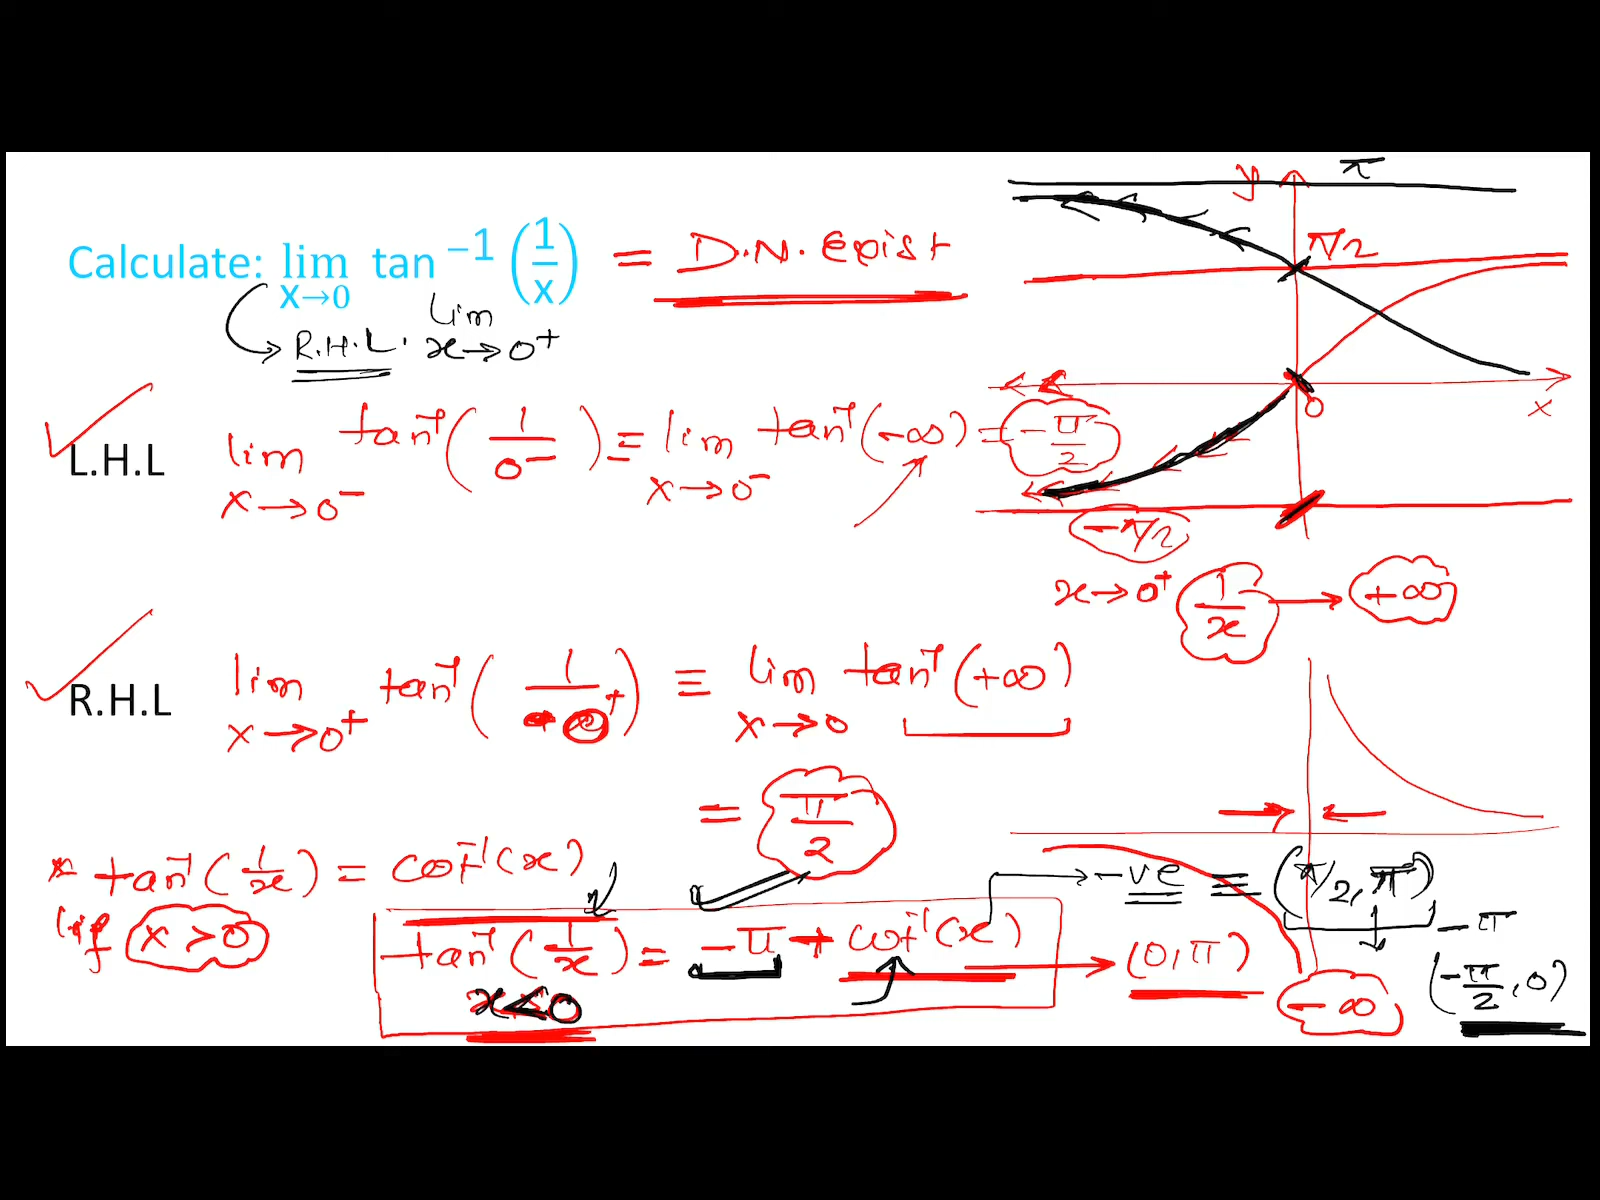 Calculate: lim x→0 tan⁻¹(1/x) = D.N. Exist
R.H.L. lim x→0⁺
L.H.L lim x→0⁻ tan⁻¹(1/0⁻) ≡ lim x→0⁻ tan⁻¹(-∞) = -π/2
y
π
π/2
0
x
-π/2
x→0⁺ 1/x → +∞
R.H.L lim x→0⁺ tan⁻¹(1/0⁺) ≡ lim x→0 tan⁻¹(+∞)
= π/2
* tan⁻¹(1/x) = cot⁻¹(x)
if x>0
tan⁻¹(1/x) = -π + cot⁻¹(x) → (0,π)
x<0
→ -ve ≡ (π/2, π)
-π
(-π/2, 0)
-∞